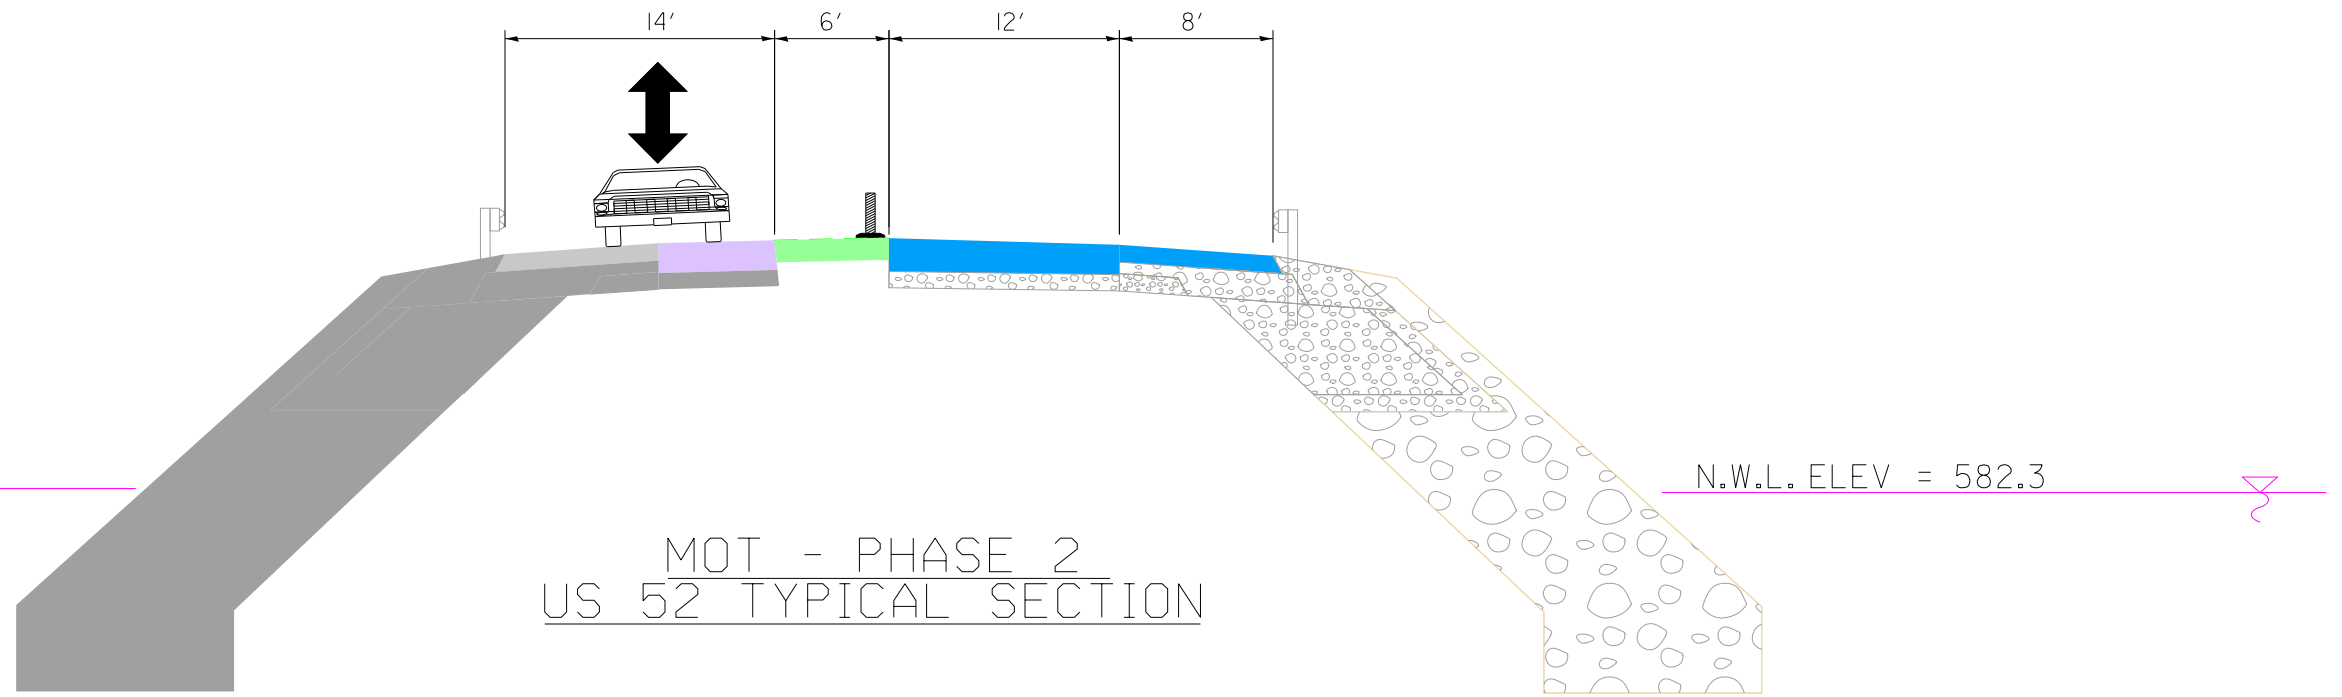 14' 6' 12' 8'
N.W.L. ELEV = 582.3
MOT - PHASE 2
US 52 TYPICAL SECTION